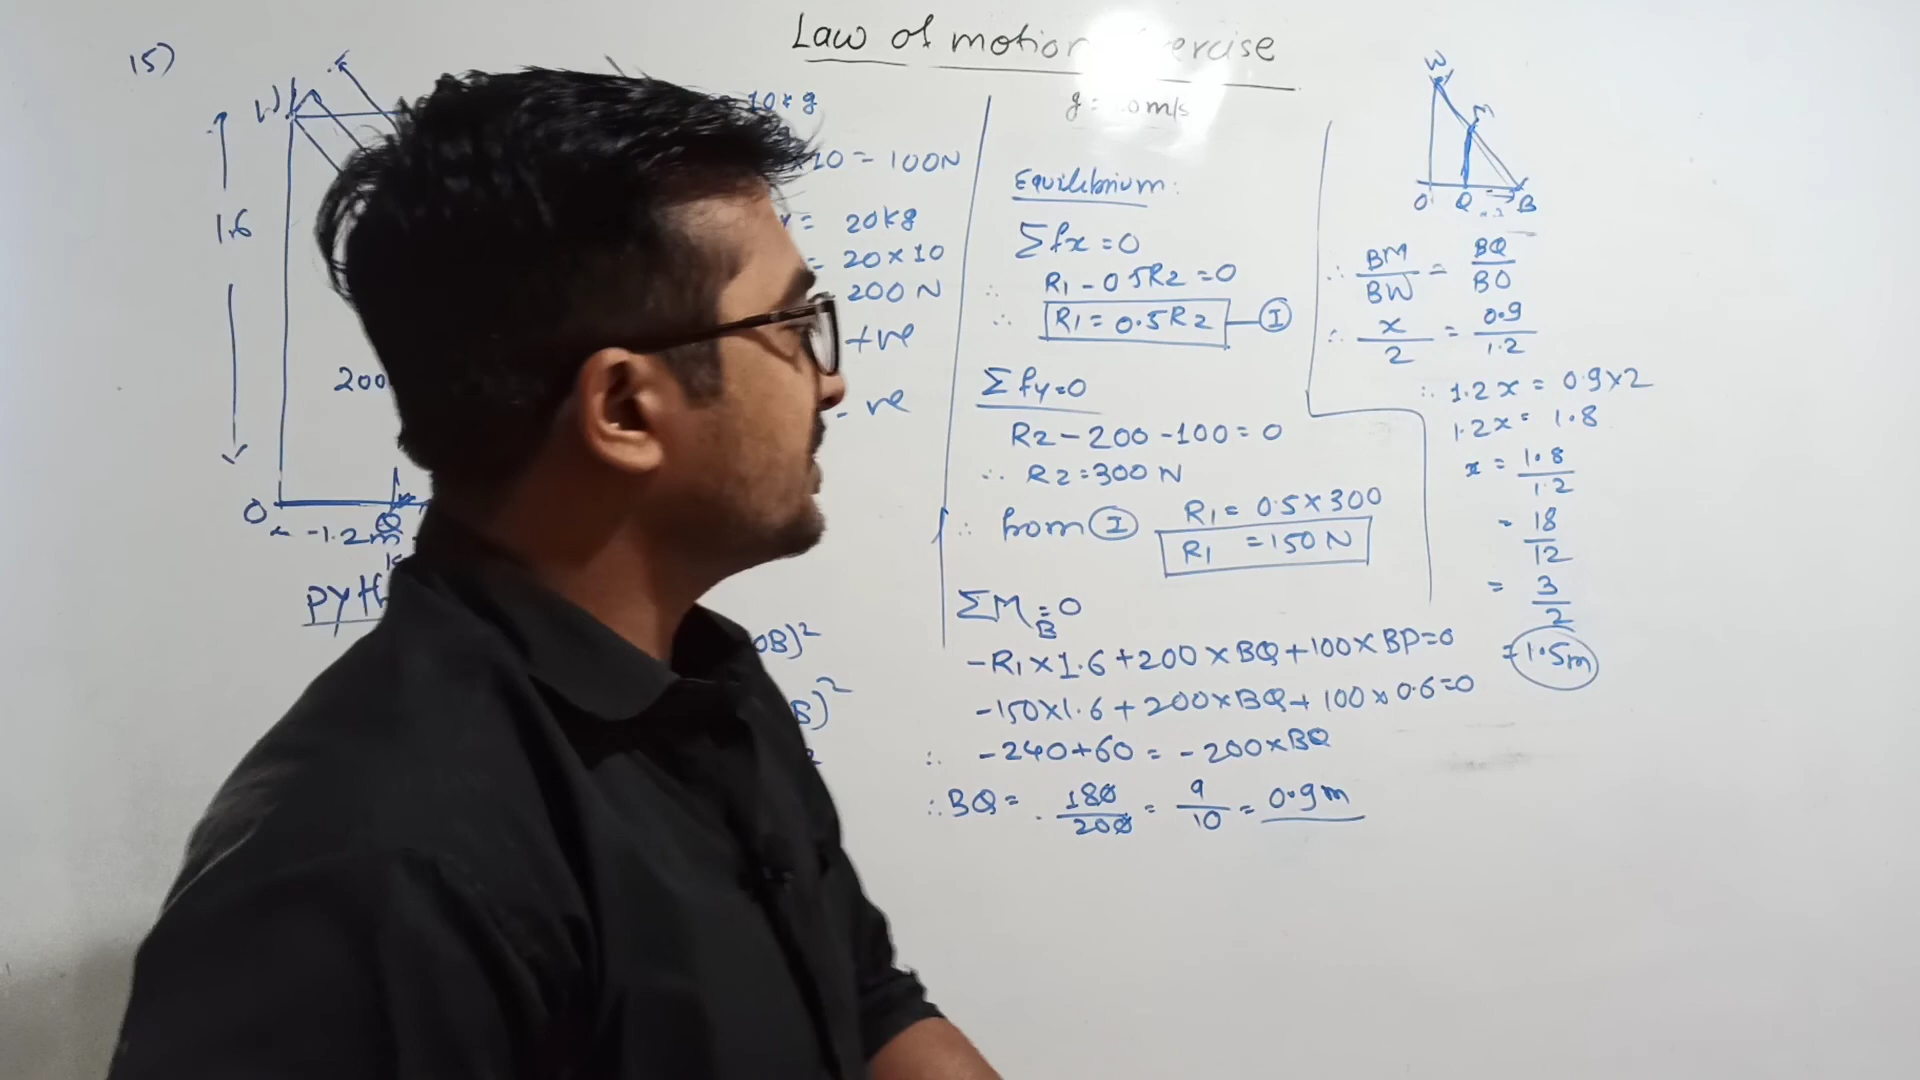 Law of motion ercise
15)
W
1.6
200
O
-1.2m
Q
Pyth
10kg
10 = 100N
= 20kg
= 20×10
200 N
+ve
- ve
OB)²
B)²
g = 0 m/s
Equilibrium:
Σfx = 0
∴ R1 - 0.5R2 = 0
∴ R1 = 0.5R2 — I
Σfy = 0
R2 - 200 - 100 = 0
∴ R2 = 300 N
∴ from I R1 = 0.5 × 300
R1 = 150 N
ΣM_B = 0
-R1 × 1.6 + 200 × BQ + 100 × BP = 0
-150×1.6 + 200×BQ + 100 × 0.6 = 0
∴ -240+60 = -200×BQ
∴ BQ = 180/200 = 9/10 = 0.9m
W
M
O Q B
∴ BM/BW = BQ/BO
∴ x/2 = 0.9/1.2
∴ 1.2x = 0.9×2
1.2x = 1.8
x = 1.8/1.2
= 18/12
= 3/2
= 1.5m